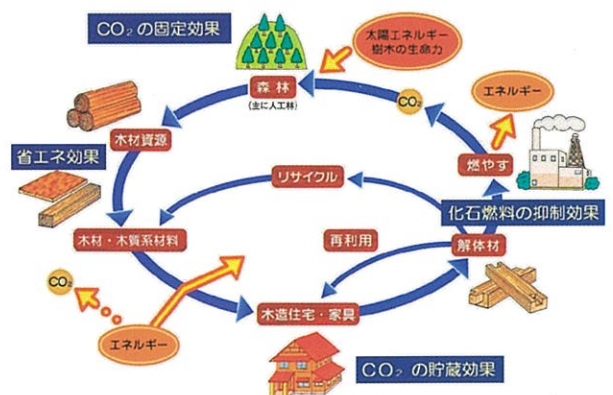 CO₂の固定効果
太陽エネルギー
樹木の生命力
森林
(主に人工林)
CO₂
エネルギー
木材資源
燃やす
省エネ効果
リサイクル
化石燃料の抑制効果
木材・木質系材料
再利用
解体材
CO₂
木造住宅・家具
エネルギー
CO₂の貯蔵効果